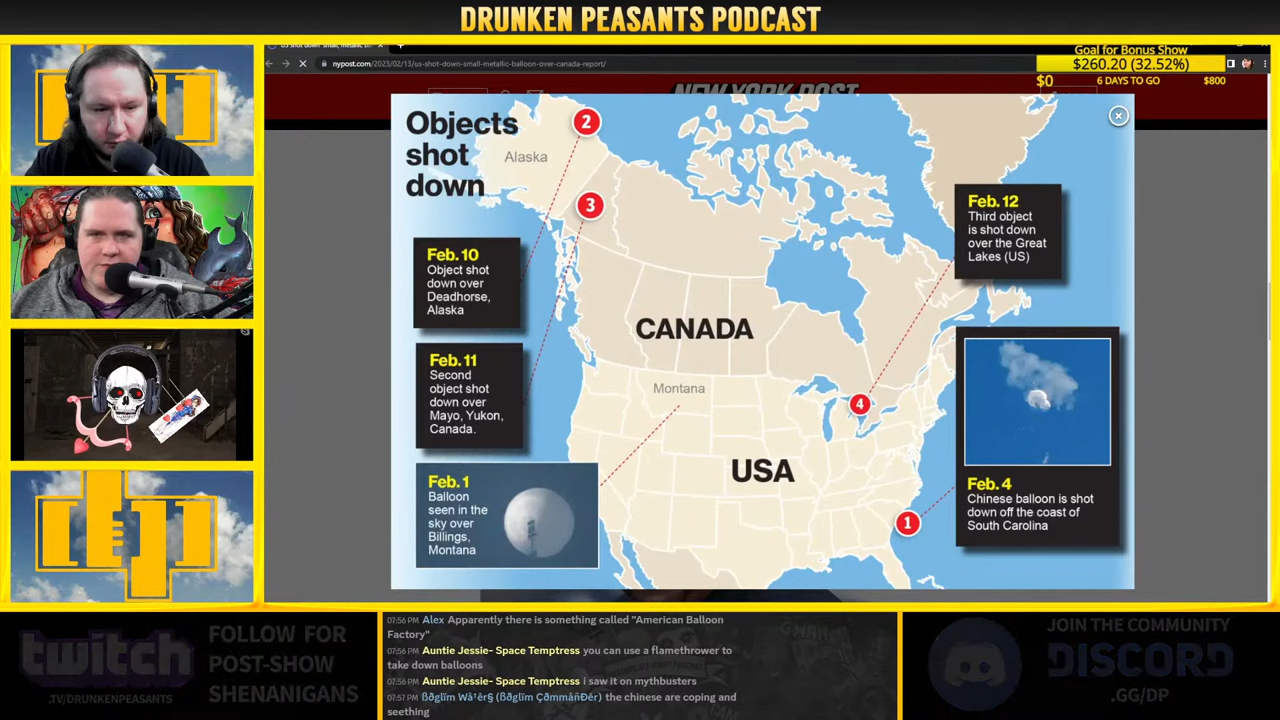 DRUNKEN PEASANTS PODCAST
Goal for Bonus Show
$260.20 (32.52%)
$0 6 DAYS TO GO $800
nypost.com/2023/02/13/us-shot-down-small-metallic-balloon-over-canada-report/
NEW YORK POST
Objects
shot
down
Alaska
2
3
Feb. 10
Object shot
down over
Deadhorse,
Alaska
Feb. 11
Second
object shot
down over
Mayo, Yukon,
Canada.
Feb. 1
Balloon
seen in the
sky over
Billings,
Montana
CANADA
Montana
USA
Feb. 12
Third object
is shot down
over the Great
Lakes (US)
4
1
Feb. 4
Chinese balloon is shot
down off the coast of
South Carolina
twitch
.TV/DRUNKENPEASANTS
FOLLOW FOR
POST-SHOW
SHENANIGANS
07:56 PM Alex Apparently there is something called "American Balloon
Factory"
07:56 PM Auntie Jessie- Space Temptress you can use a flamethrower to
take down balloons
07:56 PM Auntie Jessie- Space Temptress i saw it on mythbusters
07:57 PM the chinese are coping and
seething
JOIN THE COMMUNITY
DISCORD
.GG/DP